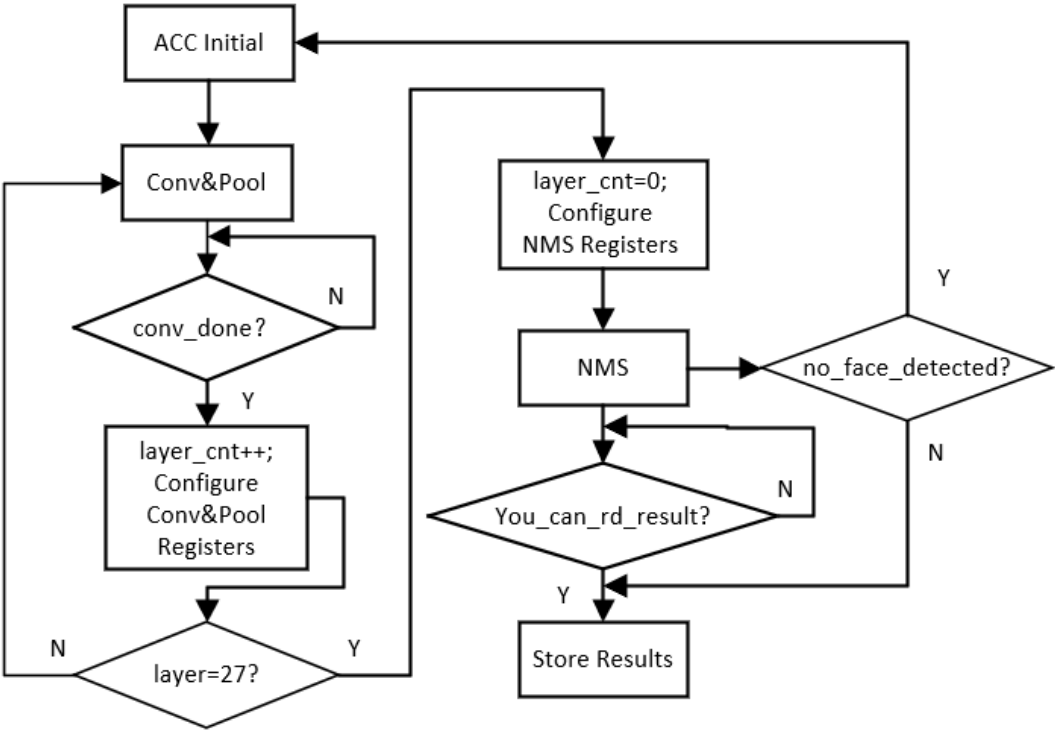 ACC Initial
Conv&Pool
conv_done?
N
Y
layer_cnt++;
Configure
Conv&Pool
Registers
layer=27?
N
Y
layer_cnt=0;
Configure
NMS Registers
NMS
no_face_detected?
Y
N
You_can_rd_result?
N
Y
Store Results